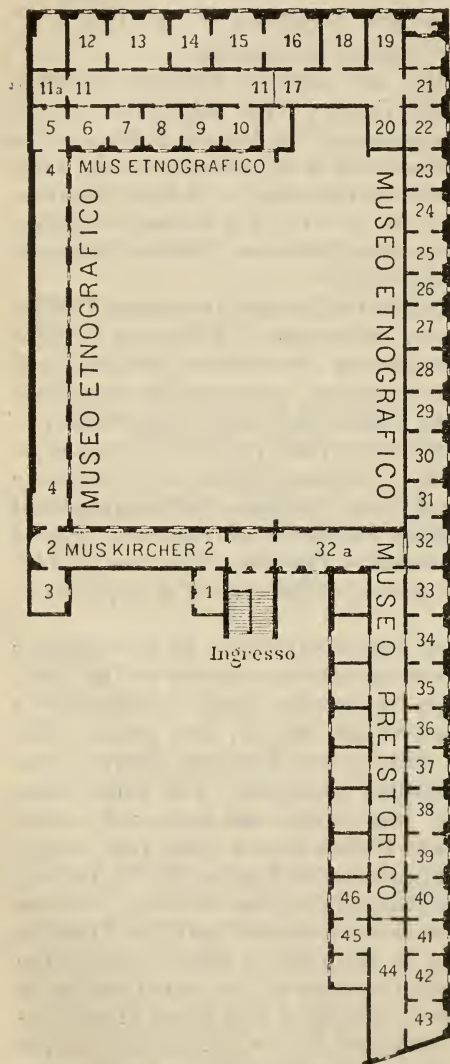 12 13 14 15 16 18 19
11a 11 11 17 21
5 6 7 8 9 10 20 22
4 MUS ETNOGRAFICO 23
MUSEO ETNOGRAFICO
MUSEO ETNOGRAFICO
24
25
26
27
28
29
30
4 31
2 MUS KIRCHER 2 32a 32
3 1 33
Ingresso
MUSEO PREISTORICO
34
35
36
37
38
39
46 40
45 41
44 42
43